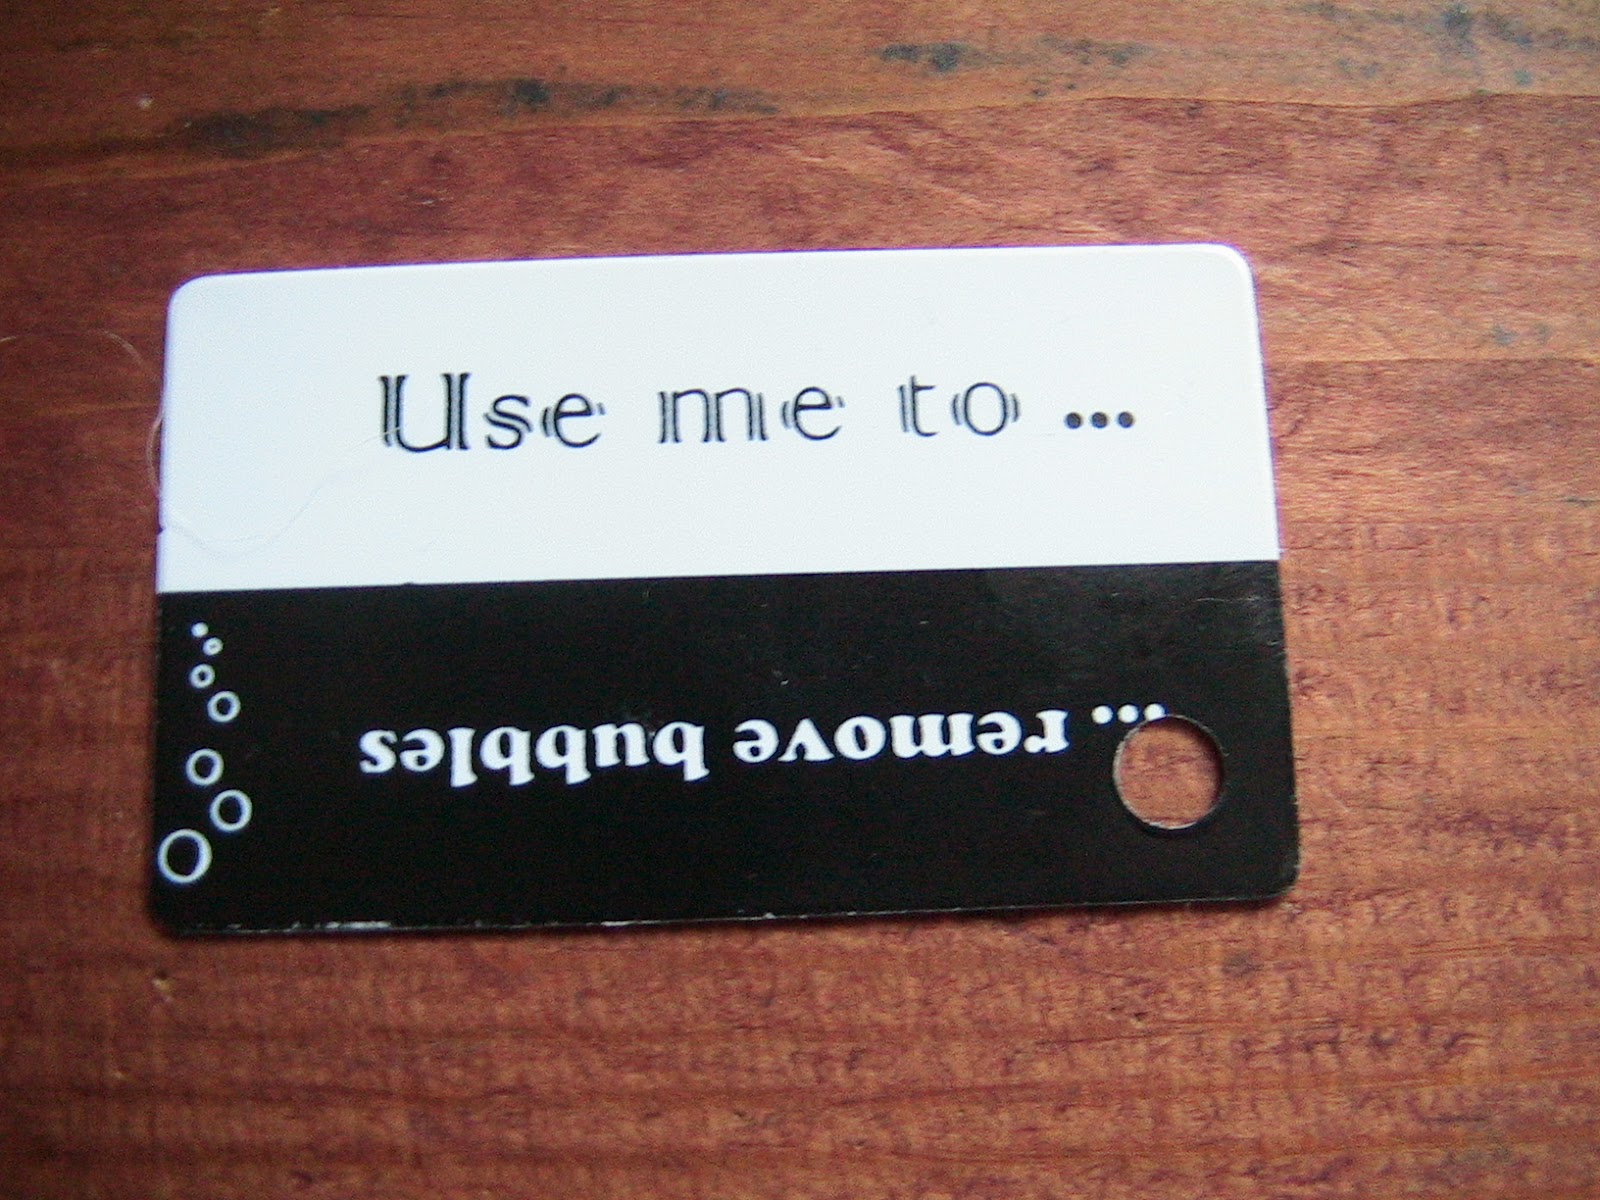 Use me to ...
... remove bubbles